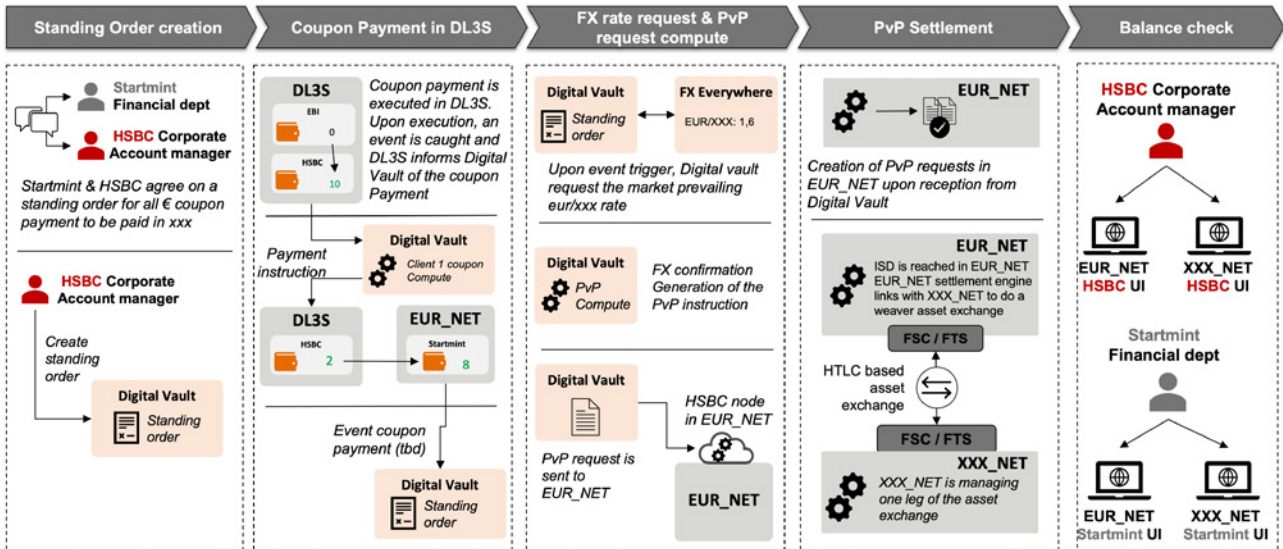 Standing Order creation
Coupon Payment in DL3S
FX rate request & PvP
request compute
PvP Settlement
Balance check
Startmint
Financial dept
HSBC Corporate
Account manager
Startmint & HSBC agree on a
standing order for all € coupon
payment to be paid in xxx
HSBC Corporate
Account manager
Create
standing
order
Digital Vault
Standing
order
DL3S
EBI
0
HSBC
10
Coupon payment is
executed in DL3S.
Upon execution, an
event is caught and
DL3S informs Digital
Vault of the coupon
Payment
Payment
instruction
Digital Vault
Client 1 coupon
Compute
DL3S
HSBC
2
EUR_NET
Startmint
8
Event coupon
payment (tbd)
Digital Vault
Standing
order
Digital Vault
Standing
order
FX Everywhere
EUR/XXX: 1,6
Upon event trigger, Digital vault
request the market prevailing
eur/xxx rate
Digital Vault
PvP
Compute
FX confirmation
Generation of the
PvP instruction
Digital Vault
PvP request is
sent to
EUR_NET
HSBC node
in EUR_NET
EUR_NET
EUR_NET
Creation of PvP requests in
EUR_NET upon reception from
Digital Vault
EUR_NET
ISD is reached in EUR_NET
EUR_NET settlement engine
links with XXX_NET to do a
weaver asset exchange
FSC / FTS
HTLC based
asset
exchange
FSC / FTS
XXX_NET
XXX_NET is managing
one leg of the asset
exchange
HSBC Corporate
Account manager
EUR_NET
HSBC UI
XXX_NET
HSBC UI
Startmint
Financial dept
EUR_NET
Startmint UI
XXX_NET
Startmint UI